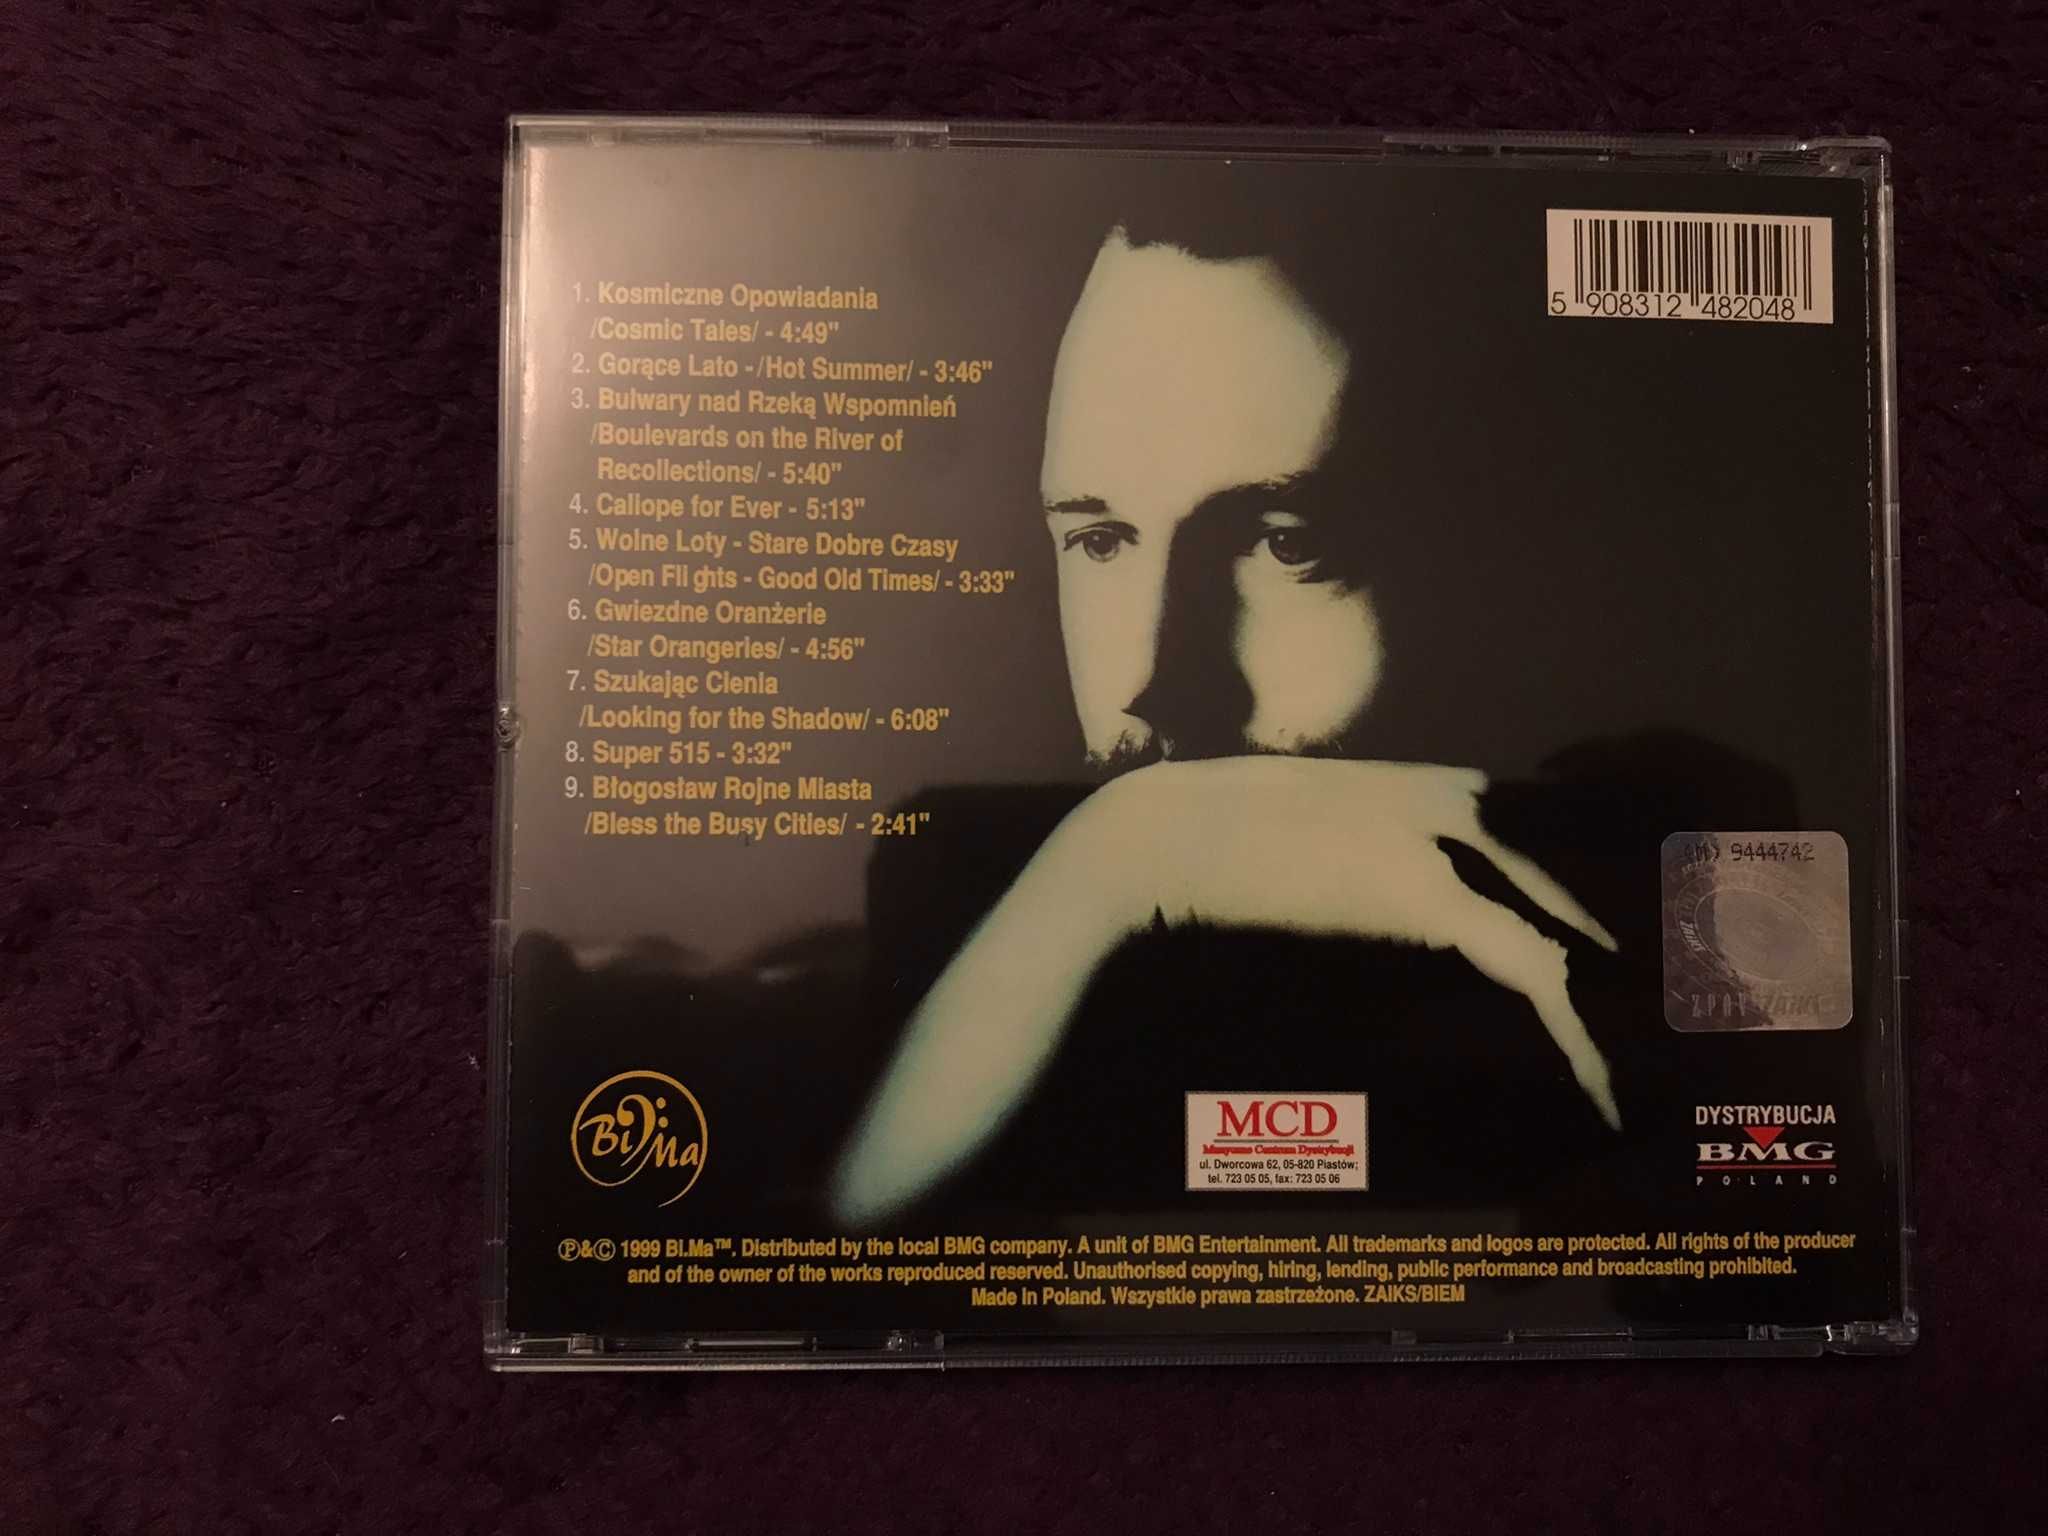 1. Kosmiczne Opowiadania
/Cosmic Tales/ - 4:49"
2. Gorące Lato - /Hot Summer/ - 3:46"
3. Bulwary nad Rzeką Wspomnień
/Boulevards on the River of
Recollections/ - 5:40"
4. Caliope for Ever - 5:13"
5. Wolne Loty - Stare Dobre Czasy
/Open Flights - Good Old Times/ - 3:33"
6. Gwiezdne Oranżerie
/Star Orangeries/ - 4:56"
7. Szukając Cienia
/Looking for the Shadow/ - 6:08"
8. Super 515 - 3:32"
9. Błogosław Rojne Miasta
/Bless the Busy Cities/ - 2:41"
5 908312 482048
9444742
ZPAV ZAIKS
Bi.Ma
MCD
Muzyczne Centrum Dystrybucji
ul. Dworcowa 62, 05-820 Piastów;
tel. 723 05 05, fax: 723 05 06
DYSTRYBUCJA
BMG
POLAND
℗&© 1999 Bi.Ma™. Distributed by the local BMG company. A unit of BMG Entertainment. All trademarks and logos are protected. All rights of the producer
and of the owner of the works reproduced reserved. Unauthorised copying, hiring, lending, public performance and broadcasting prohibited.
Made in Poland. Wszystkie prawa zastrzeżone. ZAIKS/BIEM